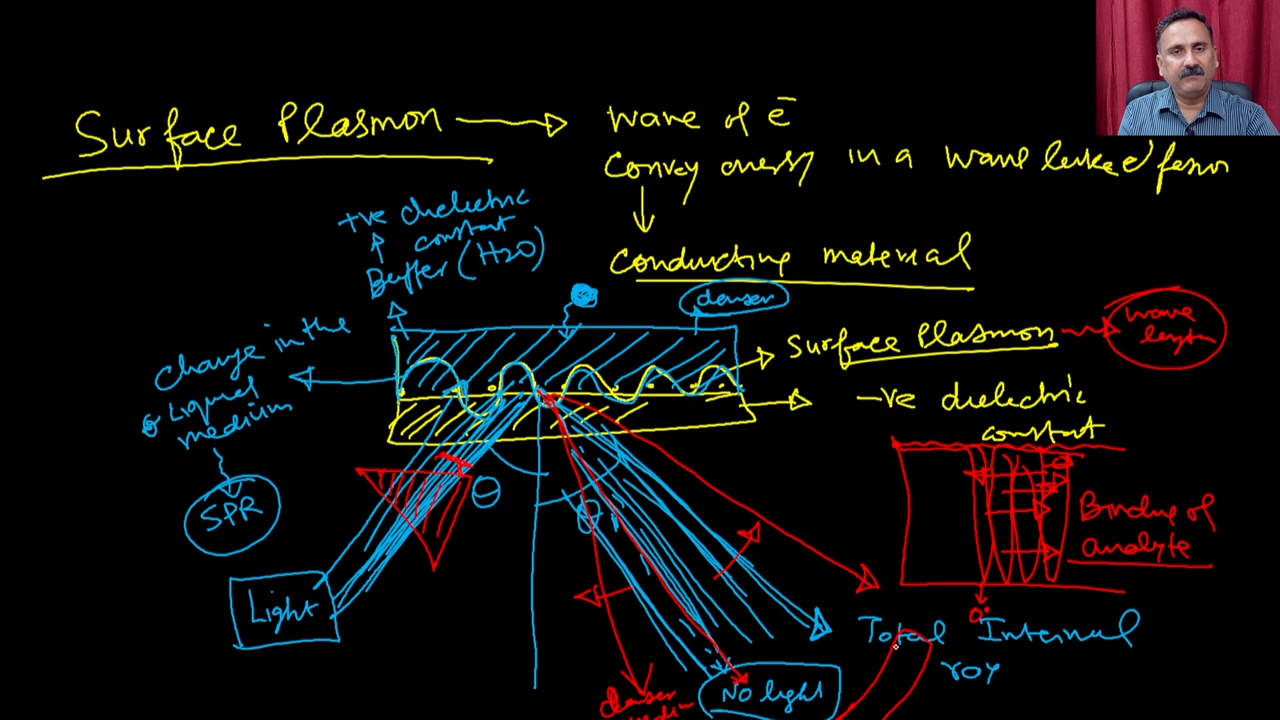 Surface Plasmon → wave of ē
Convey energy in a wave
Conducting material
+ve dielectric
constant
Buffer (H2O)
denser
Surface Plasmon → wave
length
-ve dielectric
constant
Change in the
Liquid
medium
SPR
Light
θ
θ
Binding of
analyte
θ°
Total Internal
ray
No light
denser